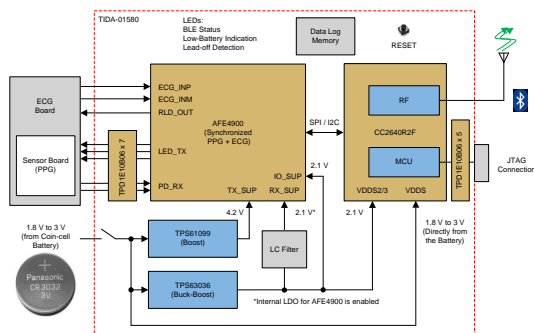 TIDA-01580
LEDs:
BLE Status
Low-Battery Indication
Lead-off Detection
Data Log
Memory
RESET
ECG
Board
Sensor Board
(PPG)
TPD1E10B06 x 7
ECG_INP
ECG_INM
RLD_OUT
LED_TX
PD_RX
AFE4900
(Synchronized
PPG + ECG)
IO_SUP
TX_SUP
RX_SUP
SPI / I2C
RF
CC2640R2F
MCU
VDDS2/3
VDDS
TPD1E10B06 x 5
JTAG
Connection
2.1 V
4.2 V
2.1 V*
2.1 V
1.8 V to 3 V
(Directly from
the Battery)
1.8 V to 3 V
(from Coin-cell
Battery)
TPS61099
(Boost)
LC Filter
TPS63036
(Buck-Boost)
*Internal LDO for AFE4900 is enabled
Panasonic
CR3032
3V